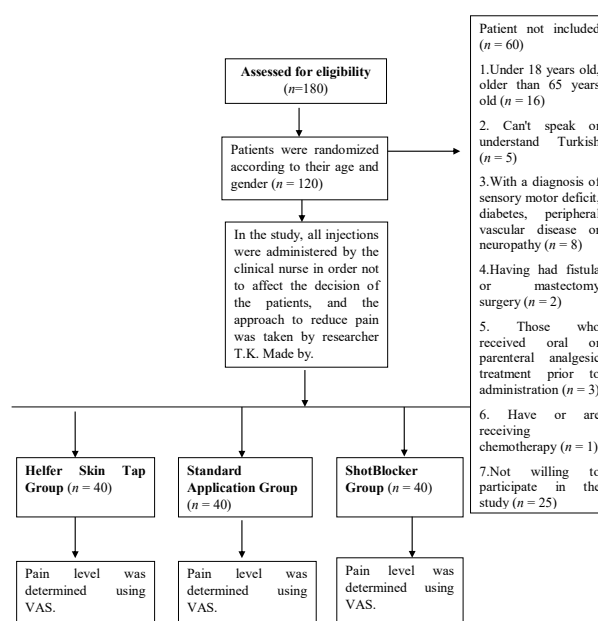 Assessed for eligibility
(n=180)
Patients were randomized
according to their age and
gender (n = 120)
In the study, all injections
were administered by the
clinical nurse in order not
to affect the decision of
the patients, and the
approach to reduce pain
was taken by researcher
T.K. Made by.
Patient not included
(n = 60)
1.Under 18 years old,
older than 65 years
old (n = 16)
2. Can't speak or
understand Turkish
(n = 5)
3.With a diagnosis of
sensory motor deficit,
diabetes, peripheral
vascular disease or
neuropathy (n = 8)
4.Having had fistula
or mastectomy
surgery (n = 2)
5. Those who
received oral or
parenteral analgesic
treatment prior to
administration (n = 3)
6. Have or are
receiving
chemotherapy (n = 1)
7.Not willing to
participate in the
study (n = 25)
Helfer Skin Tap
Group (n = 40)
Standard
Application Group
(n = 40)
ShotBlocker
Group (n = 40)
Pain level was
determined using
VAS.
Pain level was
determined using
VAS.
Pain level was
determined using
VAS.